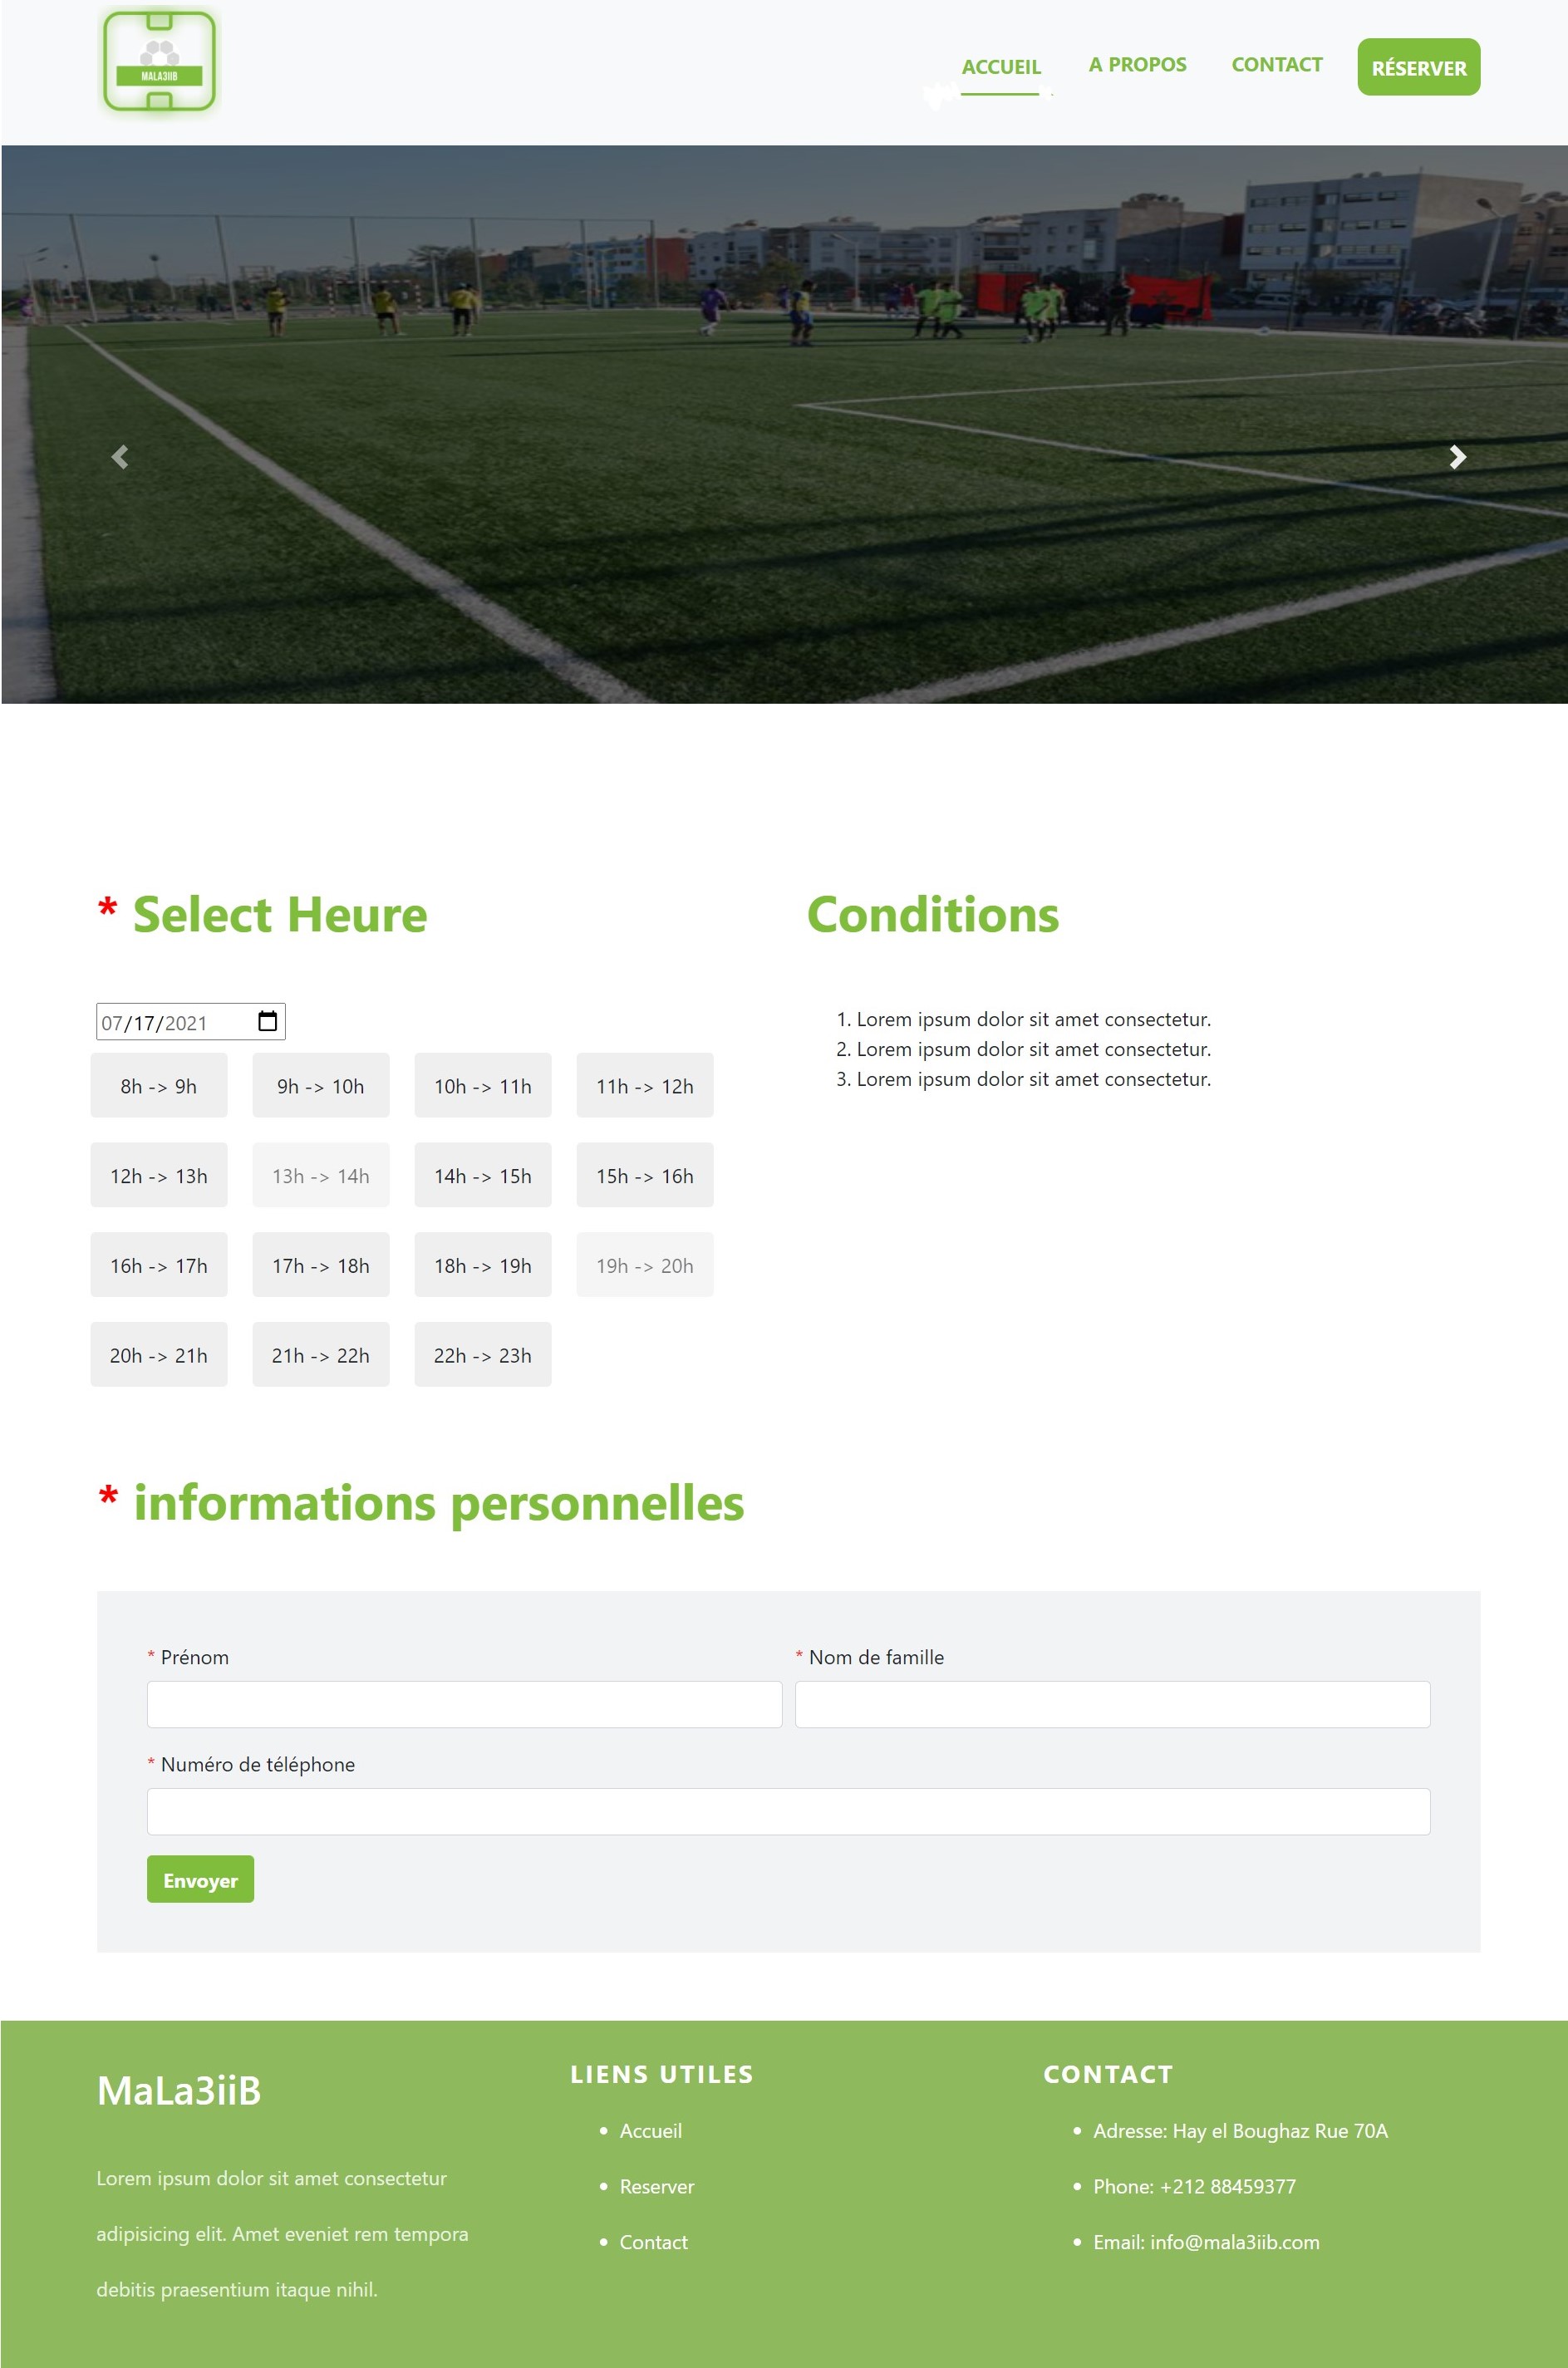 MALA3IIB
ACCUEIL
A PROPOS
CONTACT
RÉSERVER
* Select Heure
07/17/2021
8h -> 9h
9h -> 10h
10h -> 11h
11h -> 12h
12h -> 13h
13h -> 14h
14h -> 15h
15h -> 16h
16h -> 17h
17h -> 18h
18h -> 19h
19h -> 20h
20h -> 21h
21h -> 22h
22h -> 23h
Conditions
1. Lorem ipsum dolor sit amet consectetur.
2. Lorem ipsum dolor sit amet consectetur.
3. Lorem ipsum dolor sit amet consectetur.
* informations personnelles
* Prénom
* Nom de famille
* Numéro de téléphone
Envoyer
MaLa3iiB
Lorem ipsum dolor sit amet consectetur
adipisicing elit. Amet eveniet rem tempora
debitis praesentium itaque nihil.
LIENS UTILES
• Accueil
• Reserver
• Contact
CONTACT
• Adresse: Hay el Boughaz Rue 70A
• Phone: +212 88459377
• Email: info@mala3iib.com